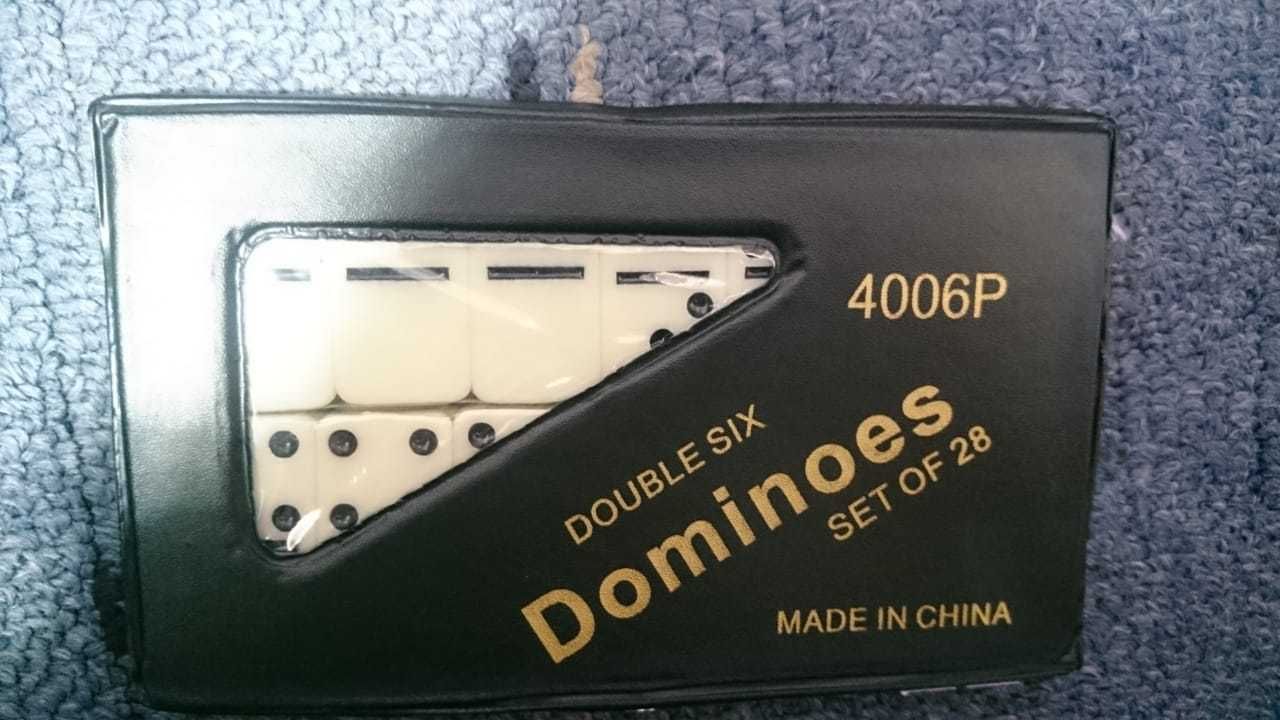 4006P
DOUBLE SIX
Dominoes
SET OF 28
MADE IN CHINA